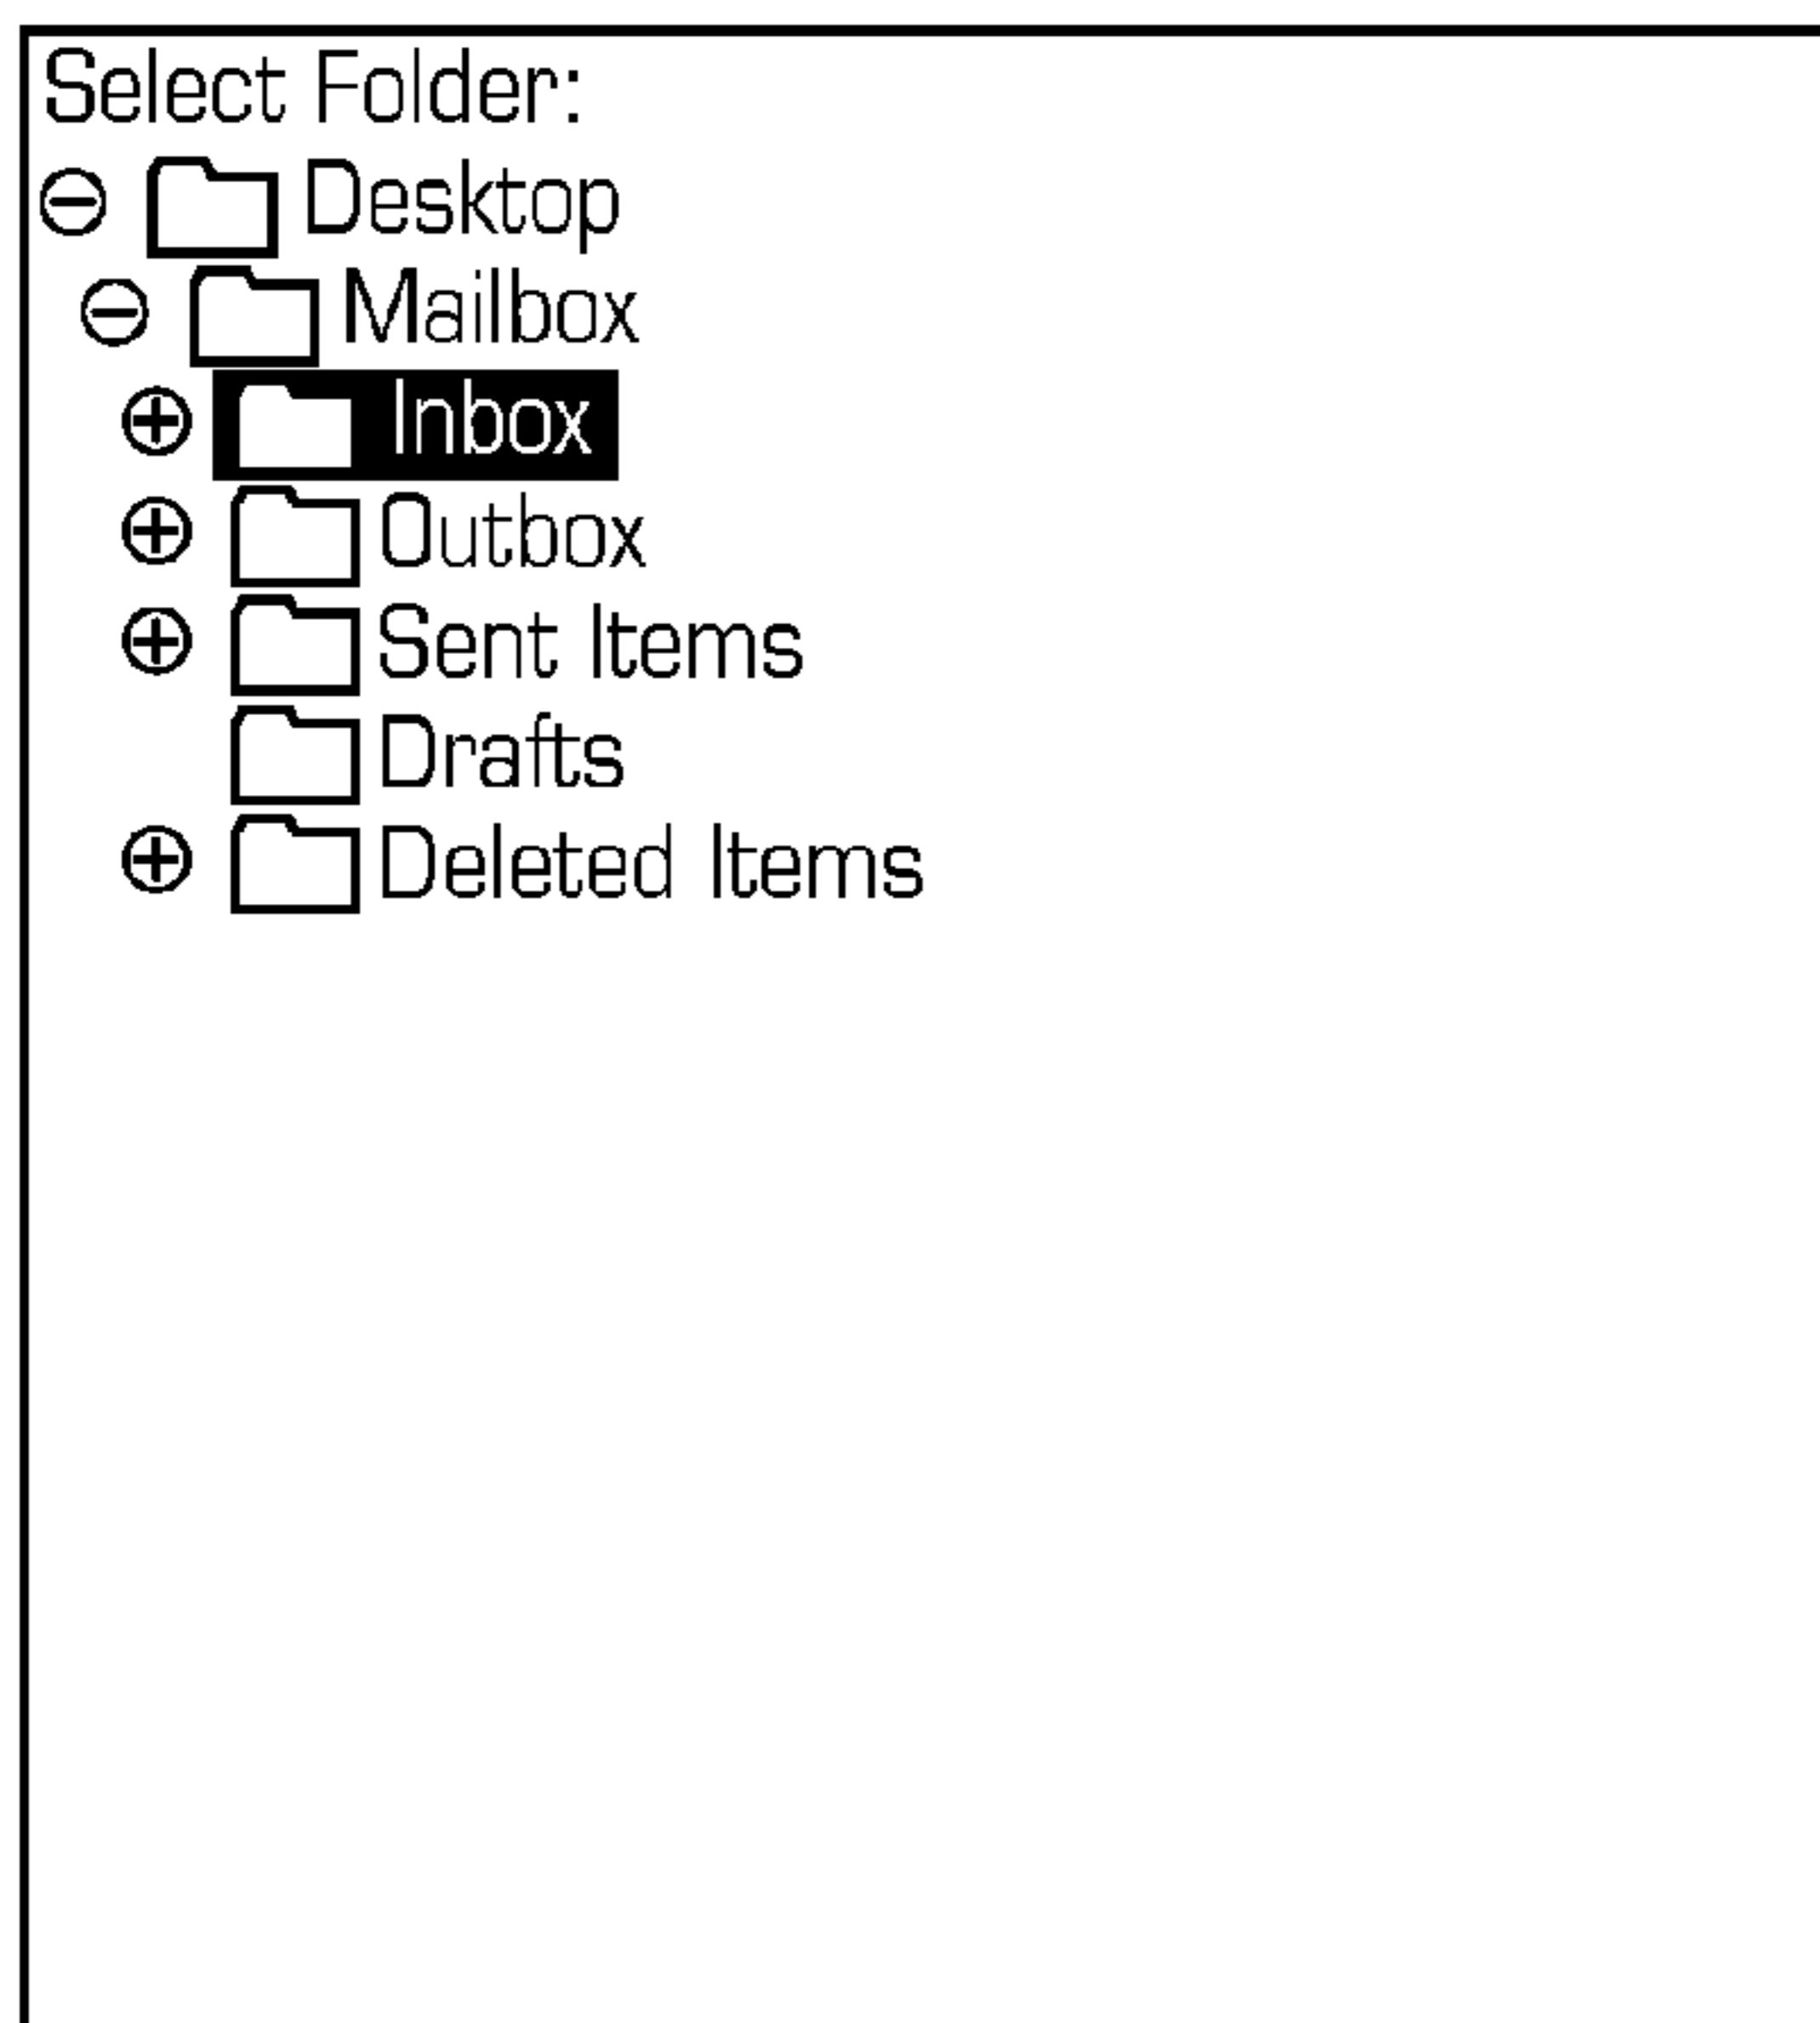 Select Folder:
Desktop
Mailbox
Inbox
Outbox
Sent Items
Drafts
Deleted Items